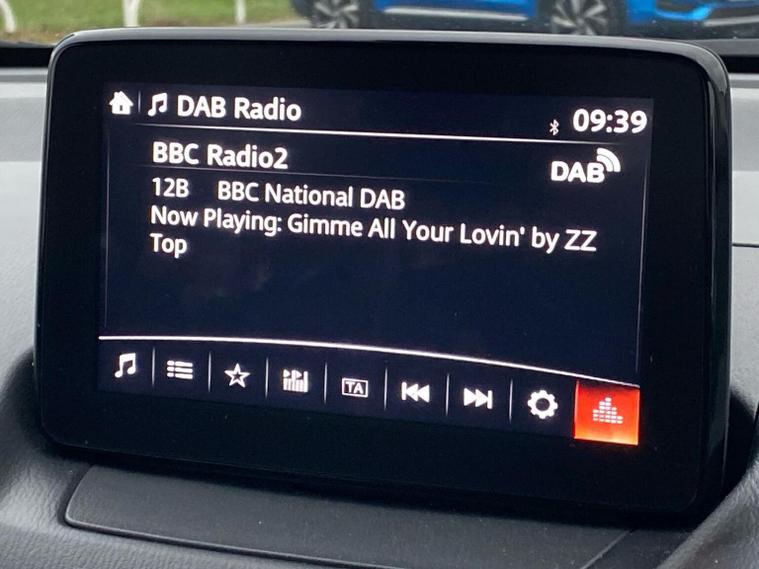 DAB Radio
09:39
BBC Radio2
DAB
12B BBC National DAB
Now Playing: Gimme All Your Lovin' by ZZ
Top
TA